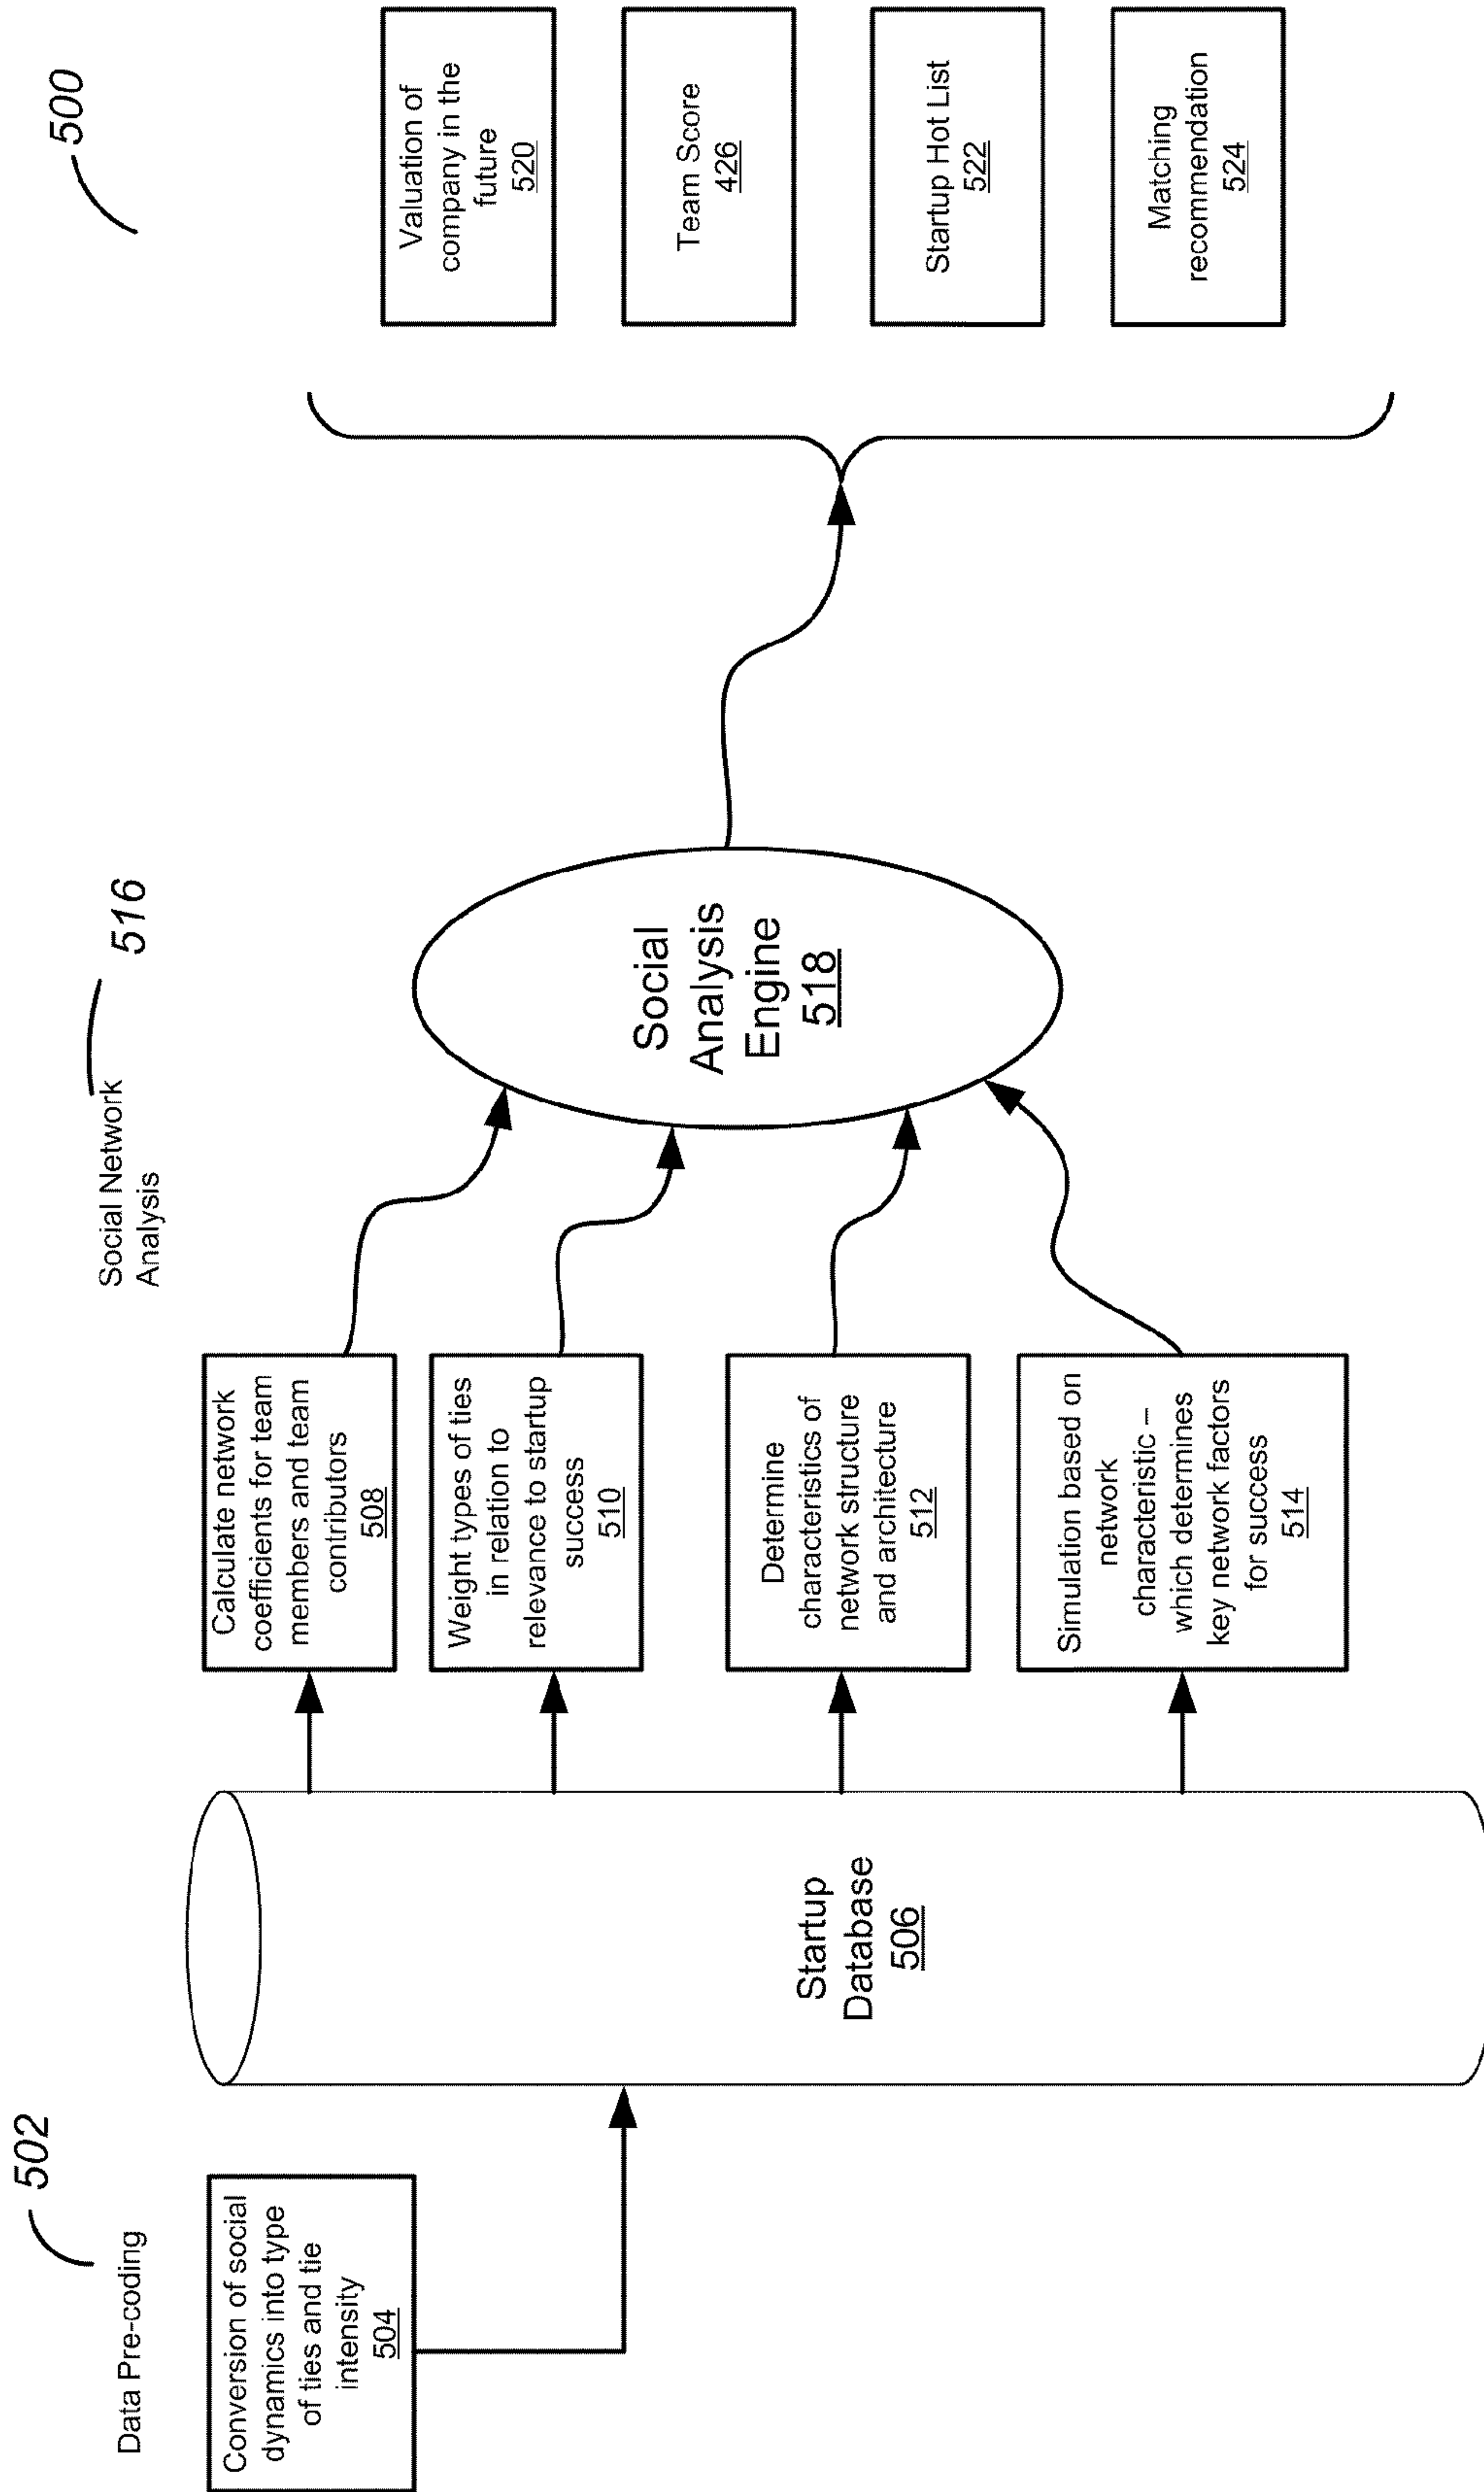 500
502
Data Pre-coding
Conversion of social
dynamics into type
of ties and tie
intensity
504
Startup
Database
506
516
Social Network
Analysis
Calculate network
coefficients for team
members and team
contributors
508
Weight types of ties
in relation to
relevance to startup
success
510
Determine
characteristics of
network structure
and architecture
512
Simulation based on
network
characteristic –
which determines
key network factors
for success
514
Social
Analysis
Engine
518
Valuation of
company in the
future
520
Team Score
426
Startup Hot List
522
Matching
recommendation
524